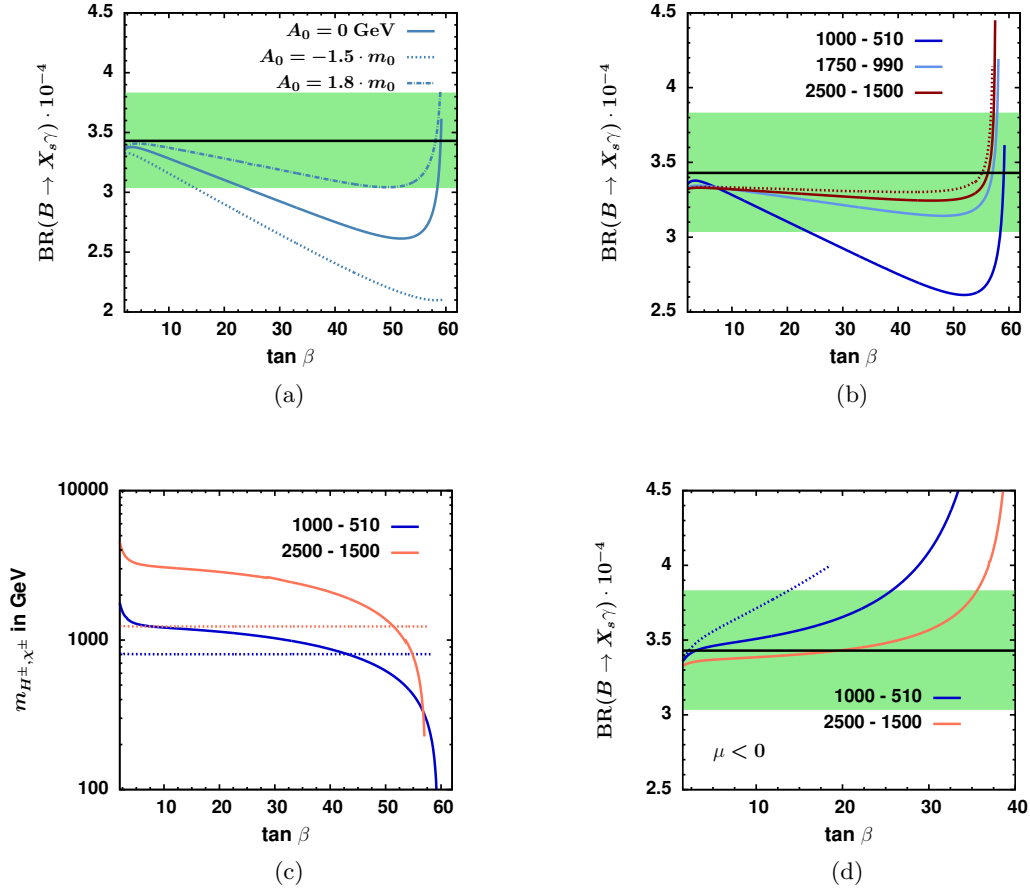 4.5
4
3.5
3
2.5
2
10 20 30 40 50 60
tan β
BR(B → X_s γ) · 10⁻⁴
A₀ = 0 GeV
A₀ = −1.5 · m₀
A₀ = 1.8 · m₀
(a)
4.5
4
3.5
3
2.5
10 20 30 40 50 60
tan β
BR(B → X_s γ) · 10⁻⁴
1000 - 510
1750 - 990
2500 - 1500
(b)
10000
1000
100
10 20 30 40 50 60
tan β
m_{H±,χ±} in GeV
1000 - 510
2500 - 1500
(c)
4.5
4
3.5
3
2.5
10 20 30 40
tan β
BR(B → X_s γ) · 10⁻⁴
1000 - 510
2500 - 1500
μ < 0
(d)